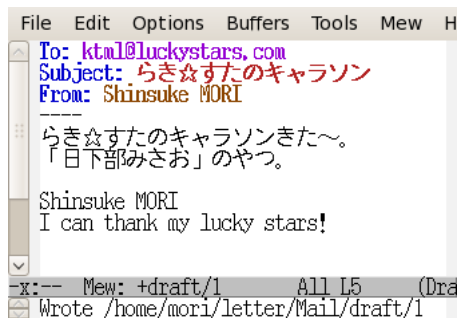 File Edit Options Buffers Tools Mew H
To: ktml@luckystars.com
Subject: らき☆すたのキャラソン
From: Shinsuke MORI
----
らき☆すたのキャラソンきた〜。
「日下部みさお」のやつ。
Shinsuke MORI
I can thank my lucky stars!
-x:-- Mew: +draft/1 All L5 (Dra
Wrote /home/mori/letter/Mail/draft/1